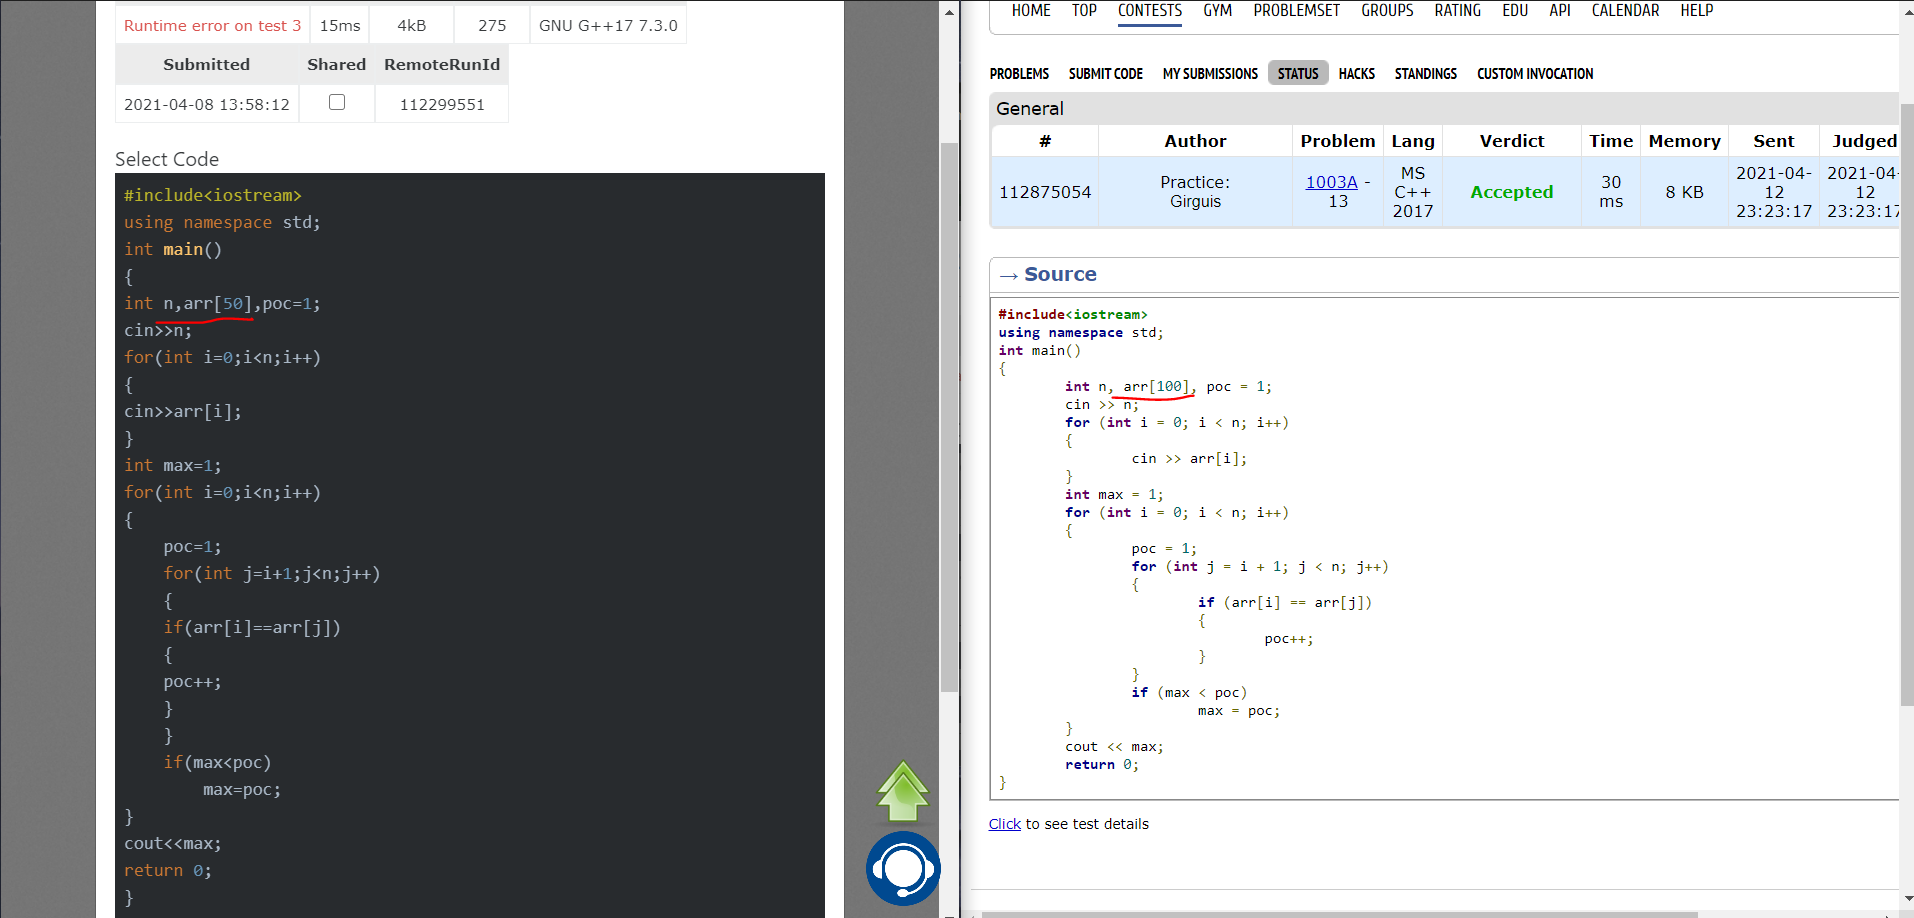 Runtime error on test 3 15ms 4kB 275 GNU G++17 7.3.0
Submitted Shared RemoteRunId
2021-04-08 13:58:12 112299551
Select Code
#include<iostream>
using namespace std;
int main()
{
int n,arr[50],poc=1;
cin>>n;
for(int i=0;i<n;i++)
{
cin>>arr[i];
}
int max=1;
for(int i=0;i<n;i++)
{
poc=1;
for(int j=i+1;j<n;j++)
{
if(arr[i]==arr[j])
{
poc++;
}
}
if(max<poc)
max=poc;
}
cout<<max;
return 0;
}
HOME TOP CONTESTS GYM PROBLEMSET GROUPS RATING EDU API CALENDAR HELP
PROBLEMS SUBMIT CODE MY SUBMISSIONS STATUS HACKS STANDINGS CUSTOM INVOCATION
General
# Author Problem Lang Verdict Time Memory Sent Judged
112875054 Practice: Girguis 1003A - 13 MS C++ 2017 Accepted 30 ms 8 KB 2021-04-12 23:23:17 2021-04-12 23:23:17
→ Source
#include<iostream>
using namespace std;
int main()
{
int n, arr[100], poc = 1;
cin >> n;
for (int i = 0; i < n; i++)
{
cin >> arr[i];
}
int max = 1;
for (int i = 0; i < n; i++)
{
poc = 1;
for (int j = i + 1; j < n; j++)
{
if (arr[i] == arr[j])
{
poc++;
}
}
if (max < poc)
max = poc;
}
cout << max;
return 0;
}
Click to see test details